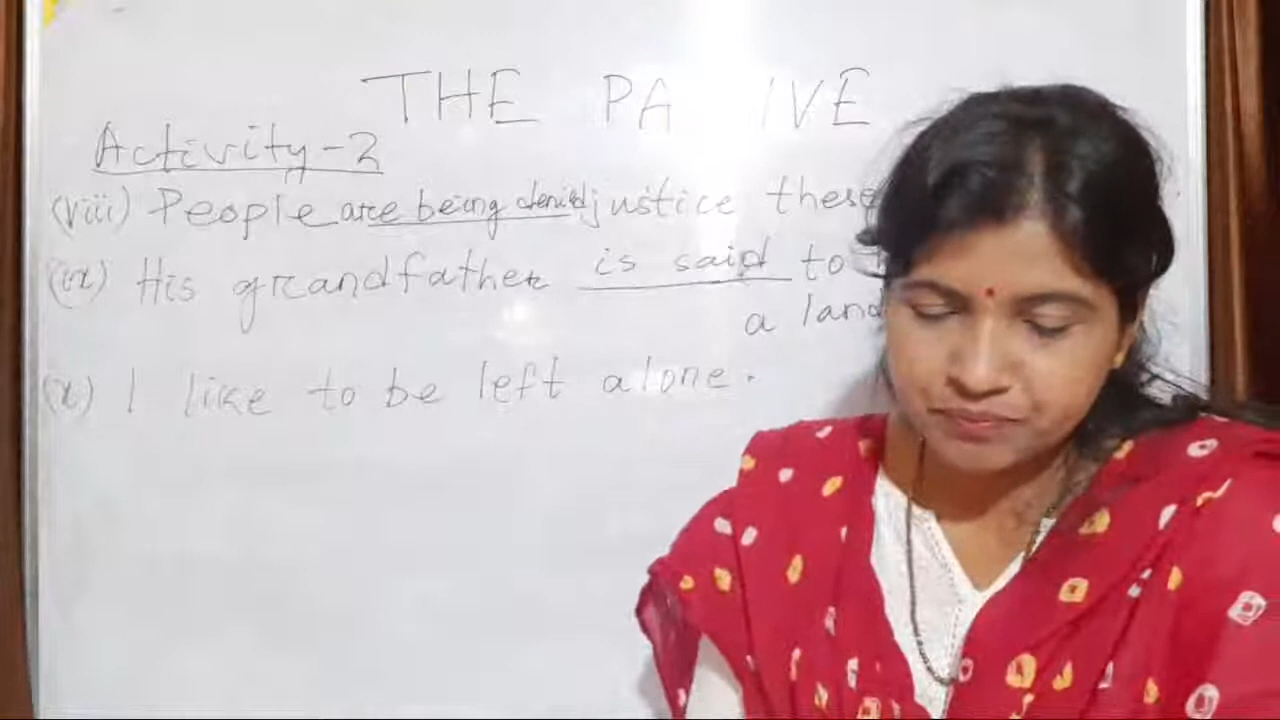 THE PA IVE
Activity-2
(viii) People are being denied justice these
(ix) His grandfather is said to
a land
(x) I like to be left alone.